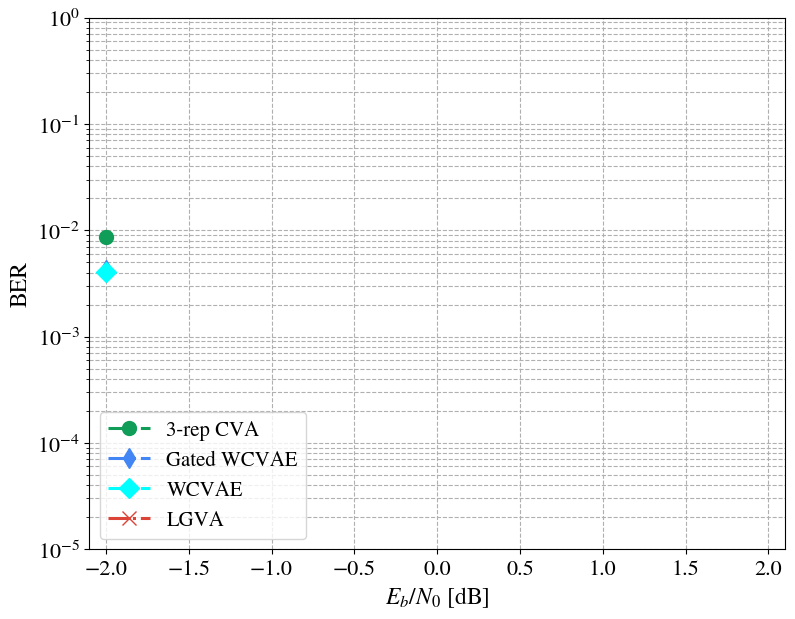 10^0
10^{-1}
10^{-2}
10^{-3}
10^{-4}
10^{-5}
BER
3-rep CVA
Gated WCVAE
WCVAE
LGVA
−2.0 −1.5 −1.0 −0.5 0.0 0.5 1.0 1.5 2.0
E_b/N_0 [dB]